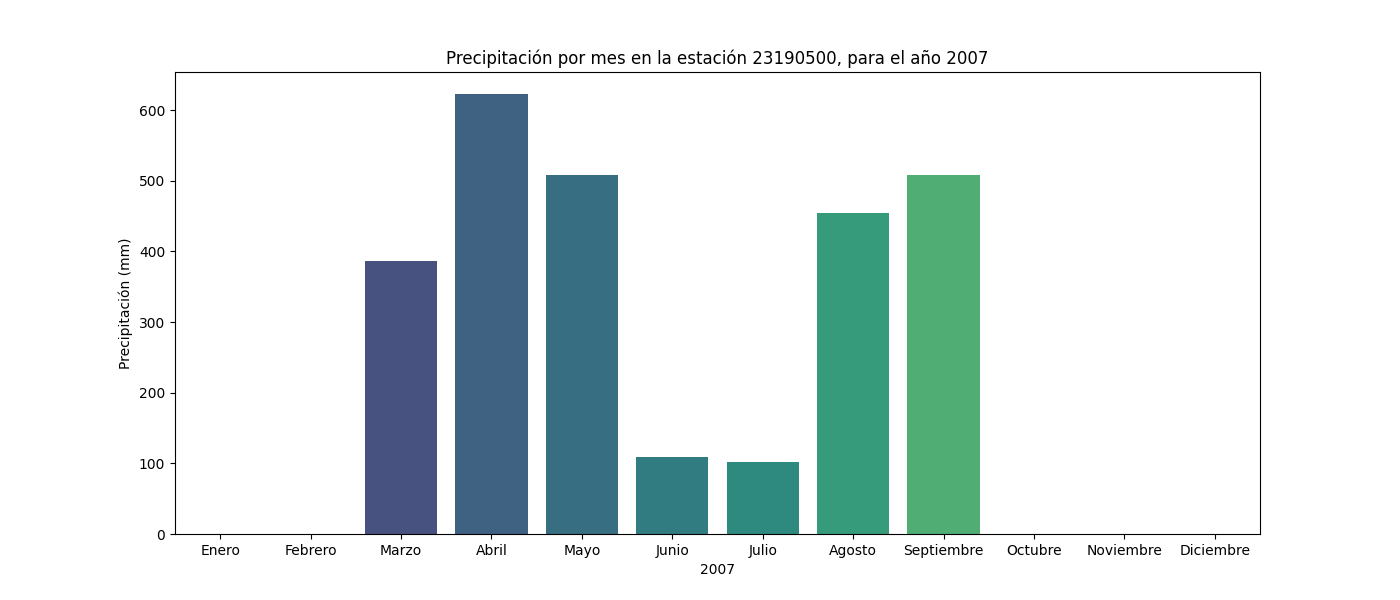 Precipitación por mes en la estación 23190500, para el año 2007
Precipitación (mm)
600
500
400
300
200
100
0
Enero Febrero Marzo Abril Mayo Junio Julio Agosto Septiembre Octubre Noviembre Diciembre
2007